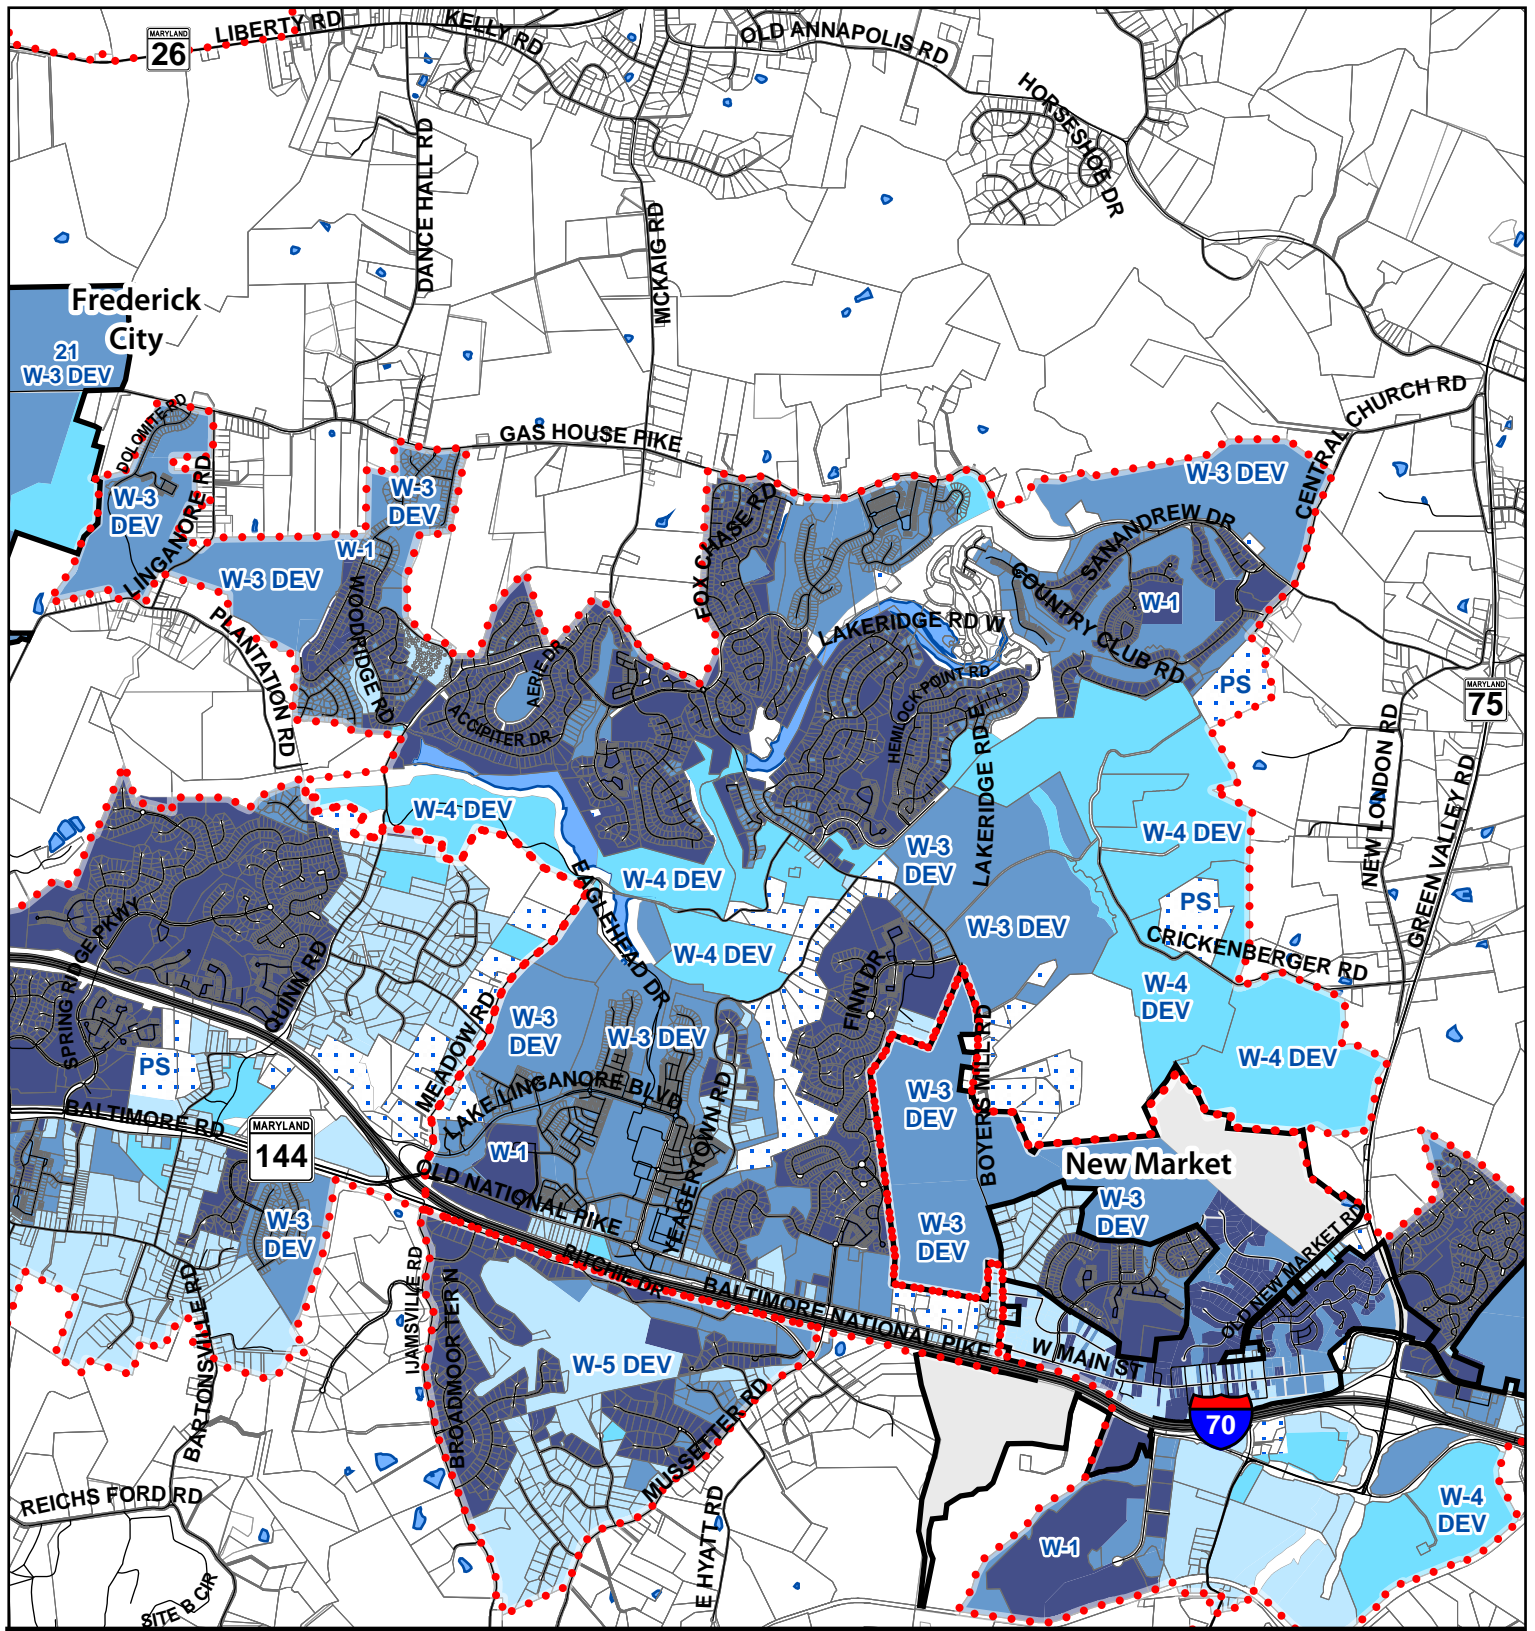 LIBERTY RD
KELLY RD
OLD ANNAPOLIS RD
MARYLAND
26
HORSESHOE DR
DANCE HALL RD
MCKAIG RD
Frederick
City
21
W-3 DEV
DOLOMITE RD
GAS HOUSE PIKE
CENTRAL CHURCH RD
W-3 DEV
W-3
DEV
W-3
DEV
LINGANORE RD
FOX CHASE RD
SANANDREW DR
W-1
W-3 DEV
WOODRIDGE RD
COUNTRY CLUB RD
W-1
PLANTATION RD
LAKERIDGE RD W
AERIE DR
ACCIPITER DR
HEMLOCK POINT RD
PS
MARYLAND
75
LAKERIDGE RD E
NEW LONDON RD
GREEN VALLEY RD
W-4 DEV
W-4 DEV
W-3
DEV
W-4 DEV
EAGLEHEAD DR
PS
W-3 DEV
CRICKENBERGER RD
W-4 DEV
SPRING RIDGE PKWY
QUINN RD
FINN DR
W-4
DEV
MEADOW RD
W-3
DEV
W-3 DEV
BOYERS MILL RD
W-4 DEV
PS
LAKE LINGANORE BLVD
YEAGERTOWN RD
W-3
DEV
BALTIMORE RD
MARYLAND
144
W-1
OLD NATIONAL PIKE
New Market
W-3
DEV
W-3
DEV
W-3
DEV
OLD NEW MARKET RD
RITCHIE DR
BALTIMORE NATIONAL PIKE
IJAMSVILLE RD
BROADMOOR TER N
BARTONSVILLE RD
W-5 DEV
W MAIN ST
MUSSETTER RD
70
REICHS FORD RD
E HYATT RD
W-4
DEV
W-1
SITE B CIR